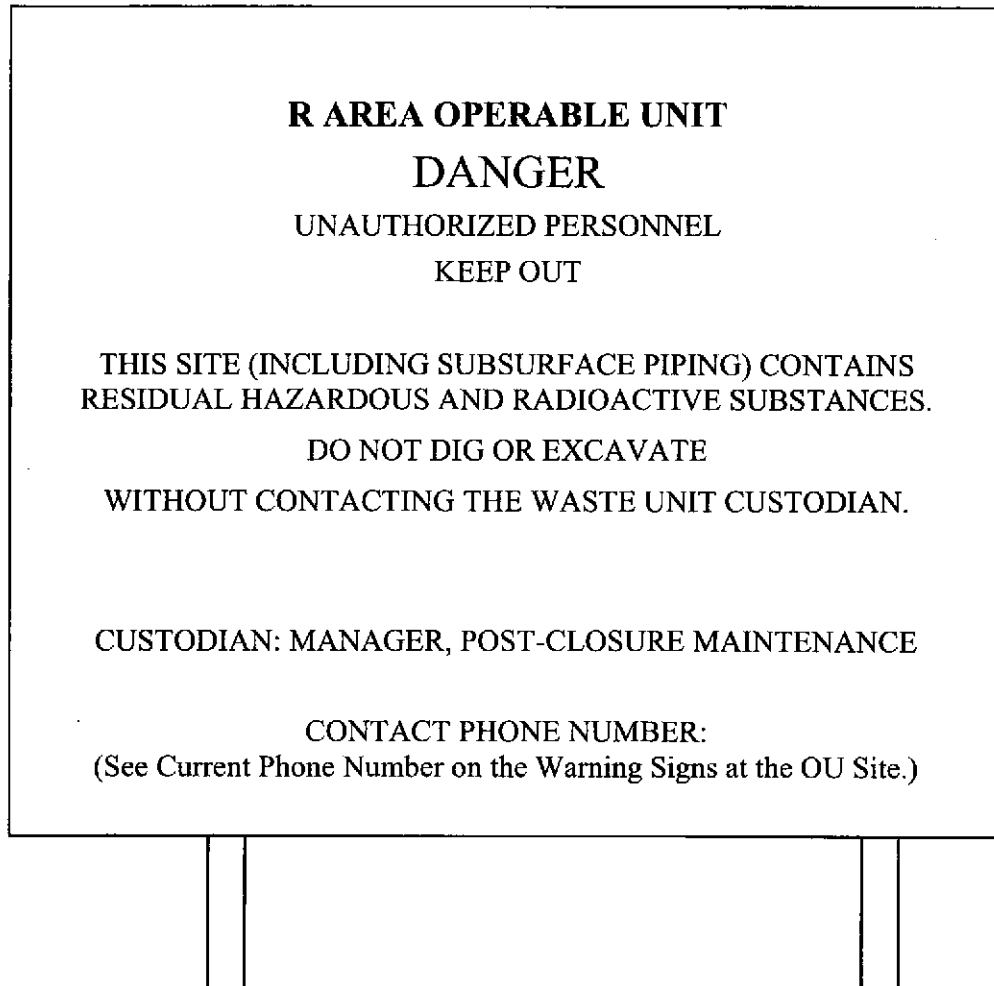 R AREA OPERABLE UNIT
DANGER
UNAUTHORIZED PERSONNEL
KEEP OUT
THIS SITE (INCLUDING SUBSURFACE PIPING) CONTAINS
RESIDUAL HAZARDOUS AND RADIOACTIVE SUBSTANCES.
DO NOT DIG OR EXCAVATE
WITHOUT CONTACTING THE WASTE UNIT CUSTODIAN.
CUSTODIAN: MANAGER, POST-CLOSURE MAINTENANCE
CONTACT PHONE NUMBER:
(See Current Phone Number on the Warning Signs at the OU Site.)